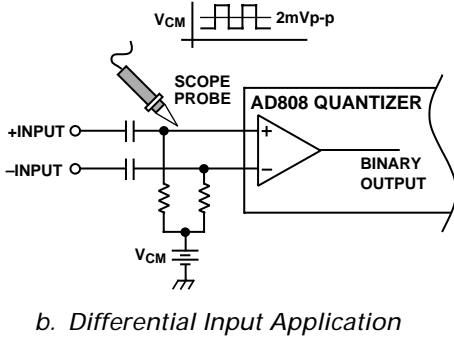 VCM
2mVp-p
SCOPE
PROBE
AD808 QUANTIZER
+INPUT
+
–INPUT
–
BINARY
OUTPUT
VCM
b. Differential Input Application